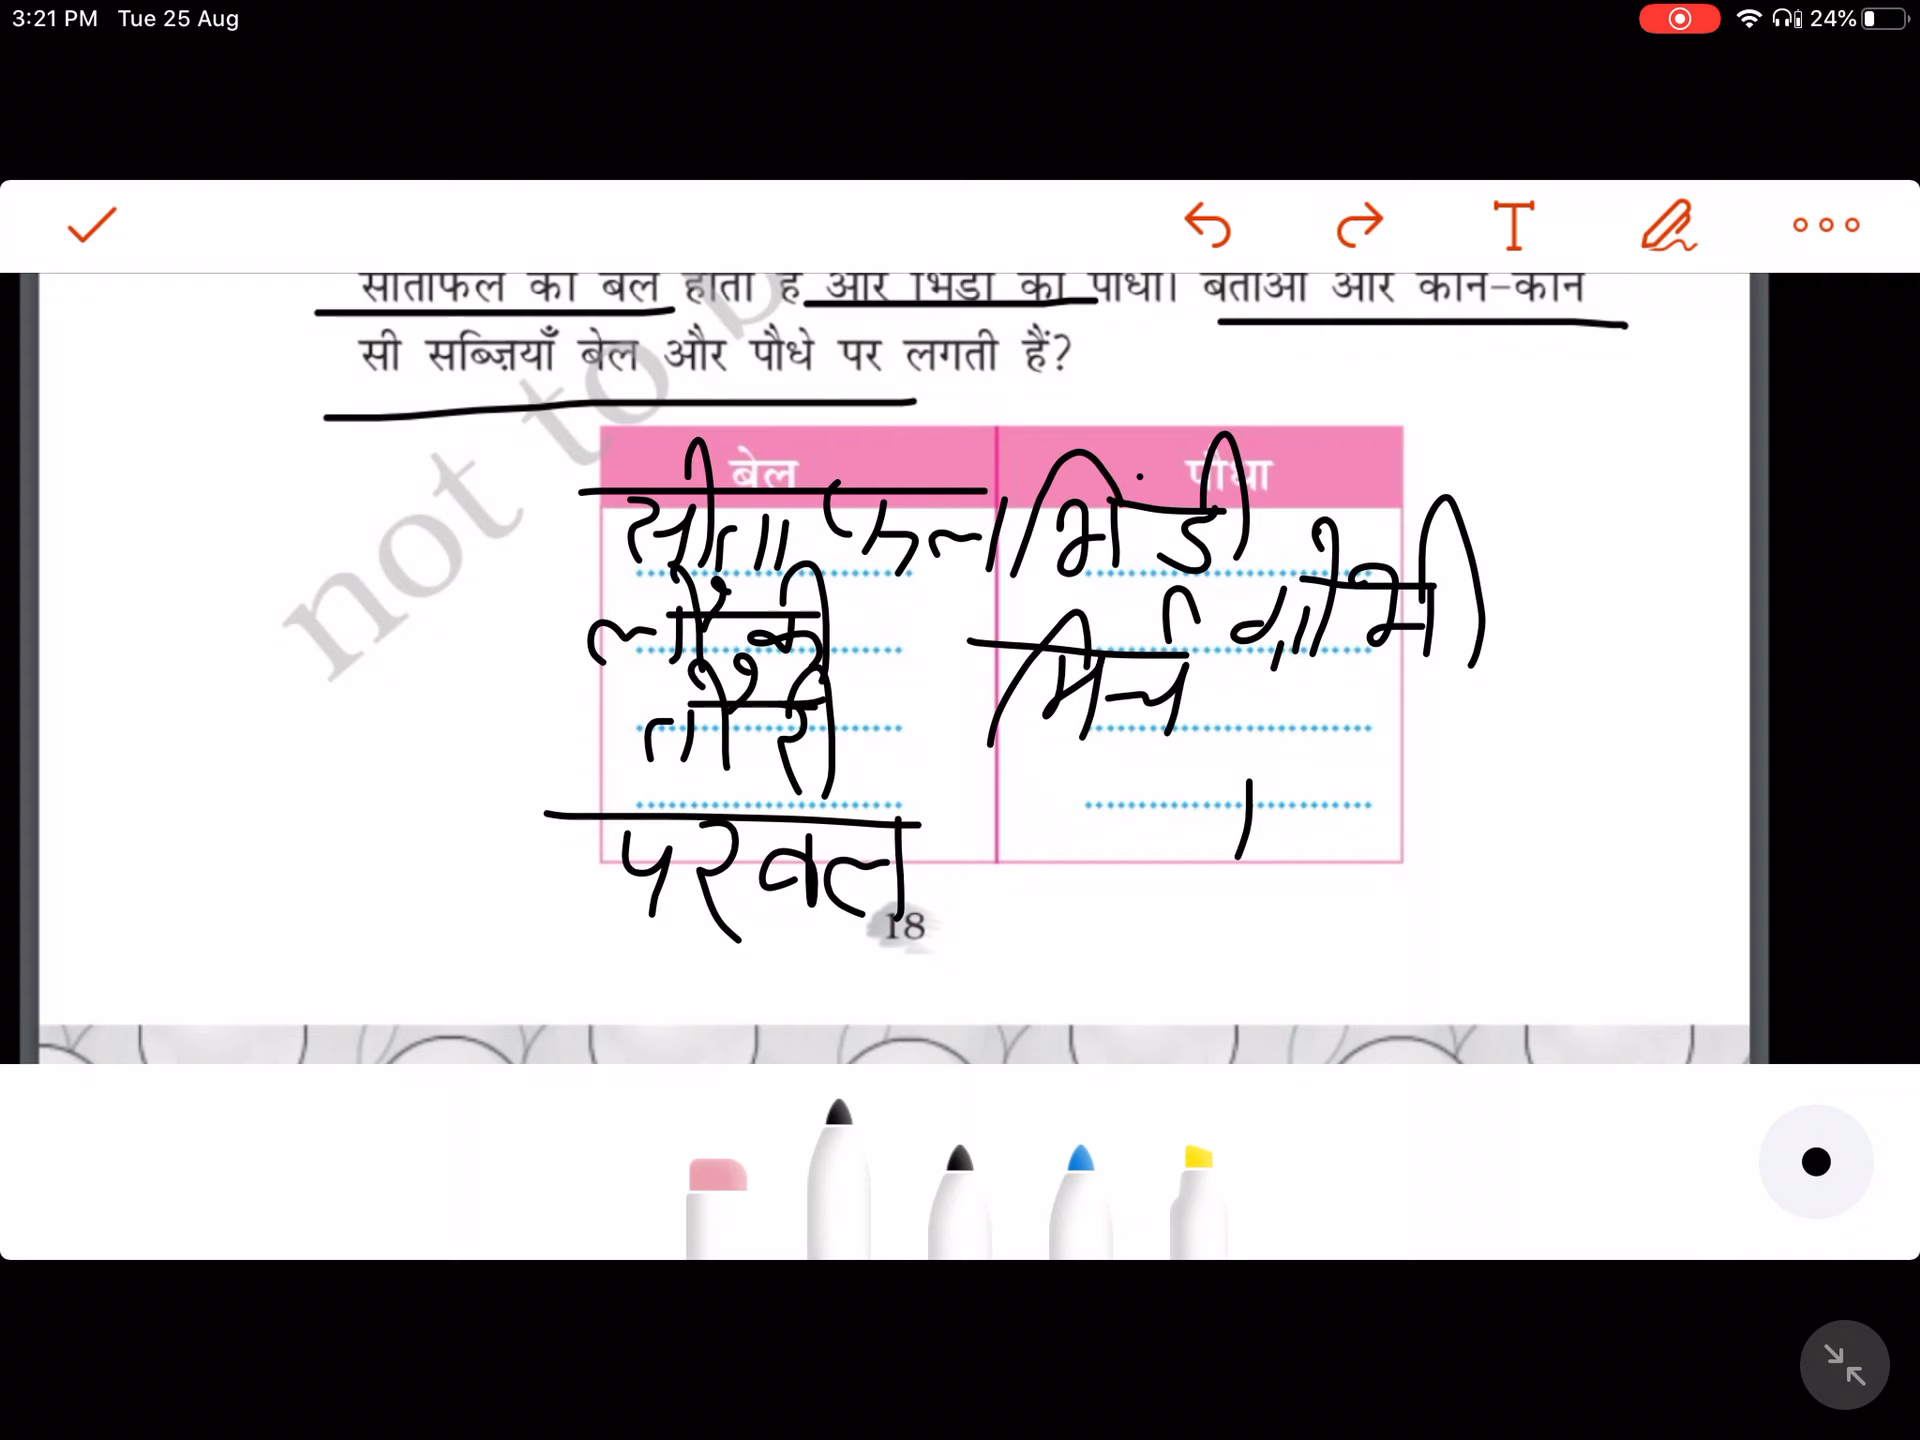 3:21 PM Tue 25 Aug 24%
सीताफल की बेल होती है और भिंडी का पौधा। बताओ और कौन-कौन
सी सब्ज़ियाँ बेल और पौधे पर लगती हैं?
not to b
बेल पौधा
सीताफल भिंडी
लौकी गोभी
तोरी मिर्च
परवल
18